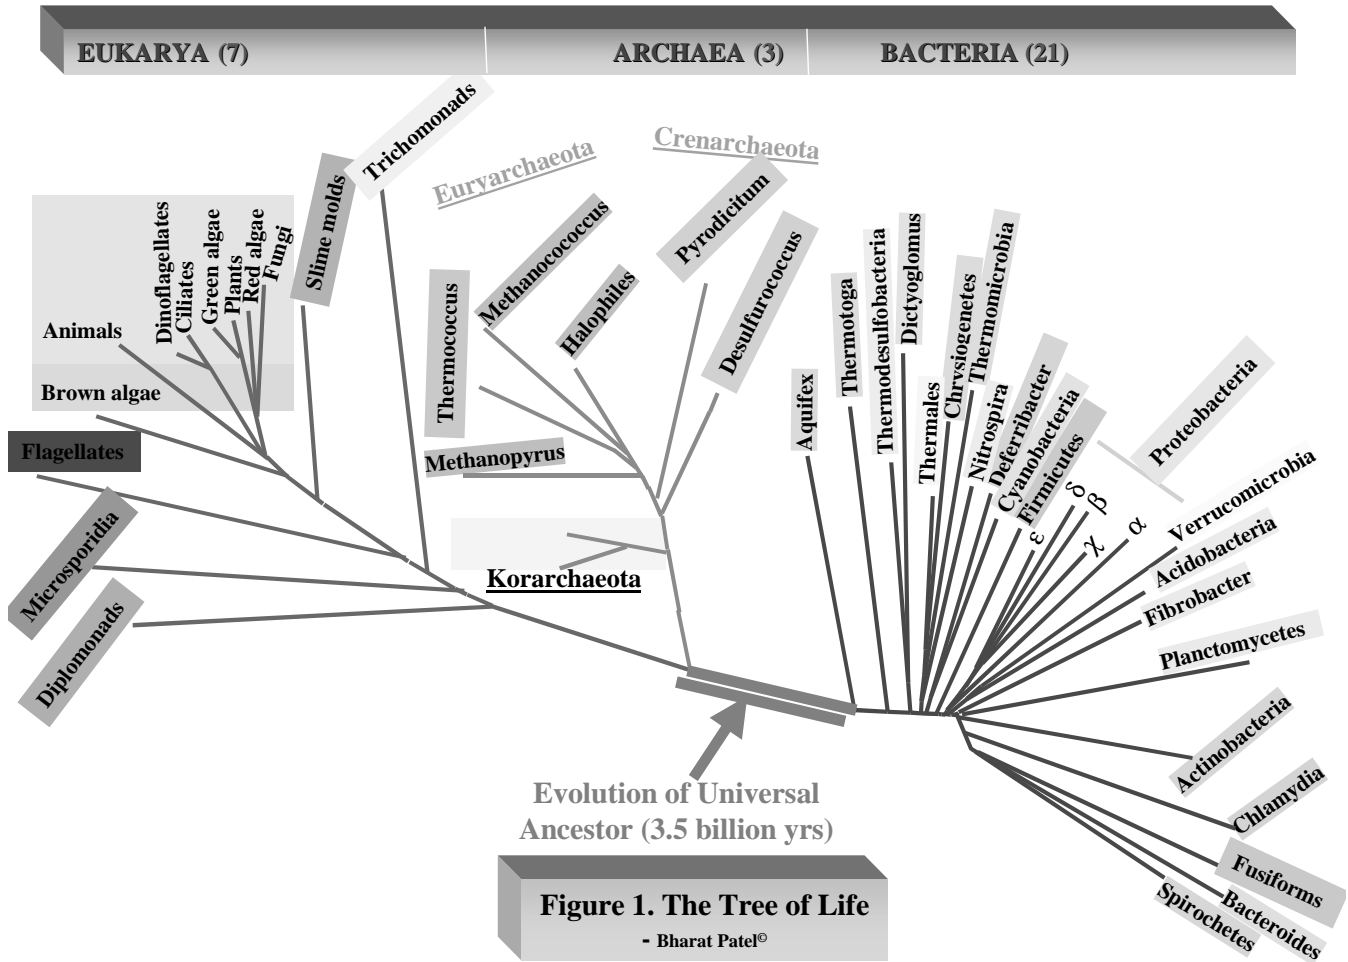 EUKARYA (7)
ARCHAEA (3)
BACTERIA (21)
Trichomonads
Euryarchaeota
Crenarchaeota
Slime molds
Dinoflagellates
Ciliates
Green algae
Plants
Red algae
Fungi
Animals
Brown algae
Flagellates
Microsporidia
Diplomonads
Thermococcus
Methanocococcus
Halophiles
Methanopyrus
Pyrodicitum
Desulfurococcus
Korarchaeota
Aquifex
Thermotoga
Thermodesulfobacteria
Dictyoglomus
Thermales
Chrysiogenetes
Thermomicrobia
Nitrospira
Deferribacter
Cyanobacteria
Firmicutes
ε
δ
β
χ
α
Proteobacteria
Verrucomicrobia
Acidobacteria
Fibrobacter
Planctomycetes
Actinobacteria
Chlamydia
Fusiforms
Bacteroides
Spirochetes
Evolution of Universal
Ancestor (3.5 billion yrs)
Figure 1. The Tree of Life
- Bharat Patel©